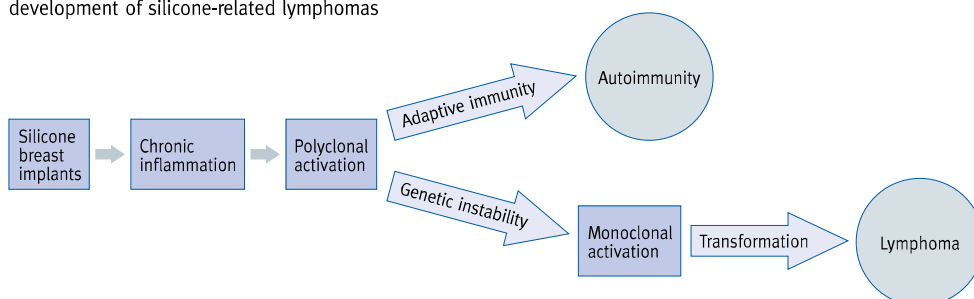 development of silicone-related lymphomas
Silicone
breast
implants
Chronic
inflammation
Polyclonal
activation
Adaptive immunity
Autoimmunity
Genetic instability
Monoclonal
activation
Transformation
Lymphoma